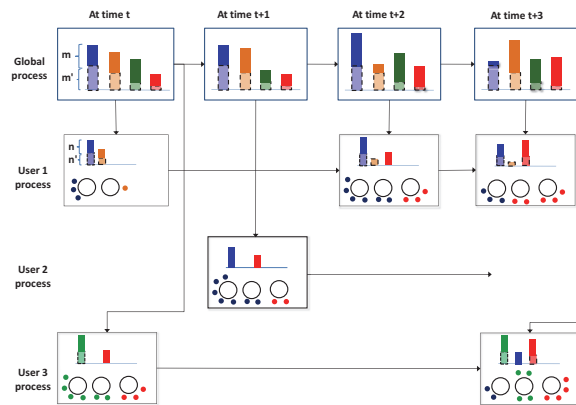 At time t
At time t+1
At time t+2
At time t+3
Global
process
m
m'
User 1
process
n
n'
User 2
process
User 3
process